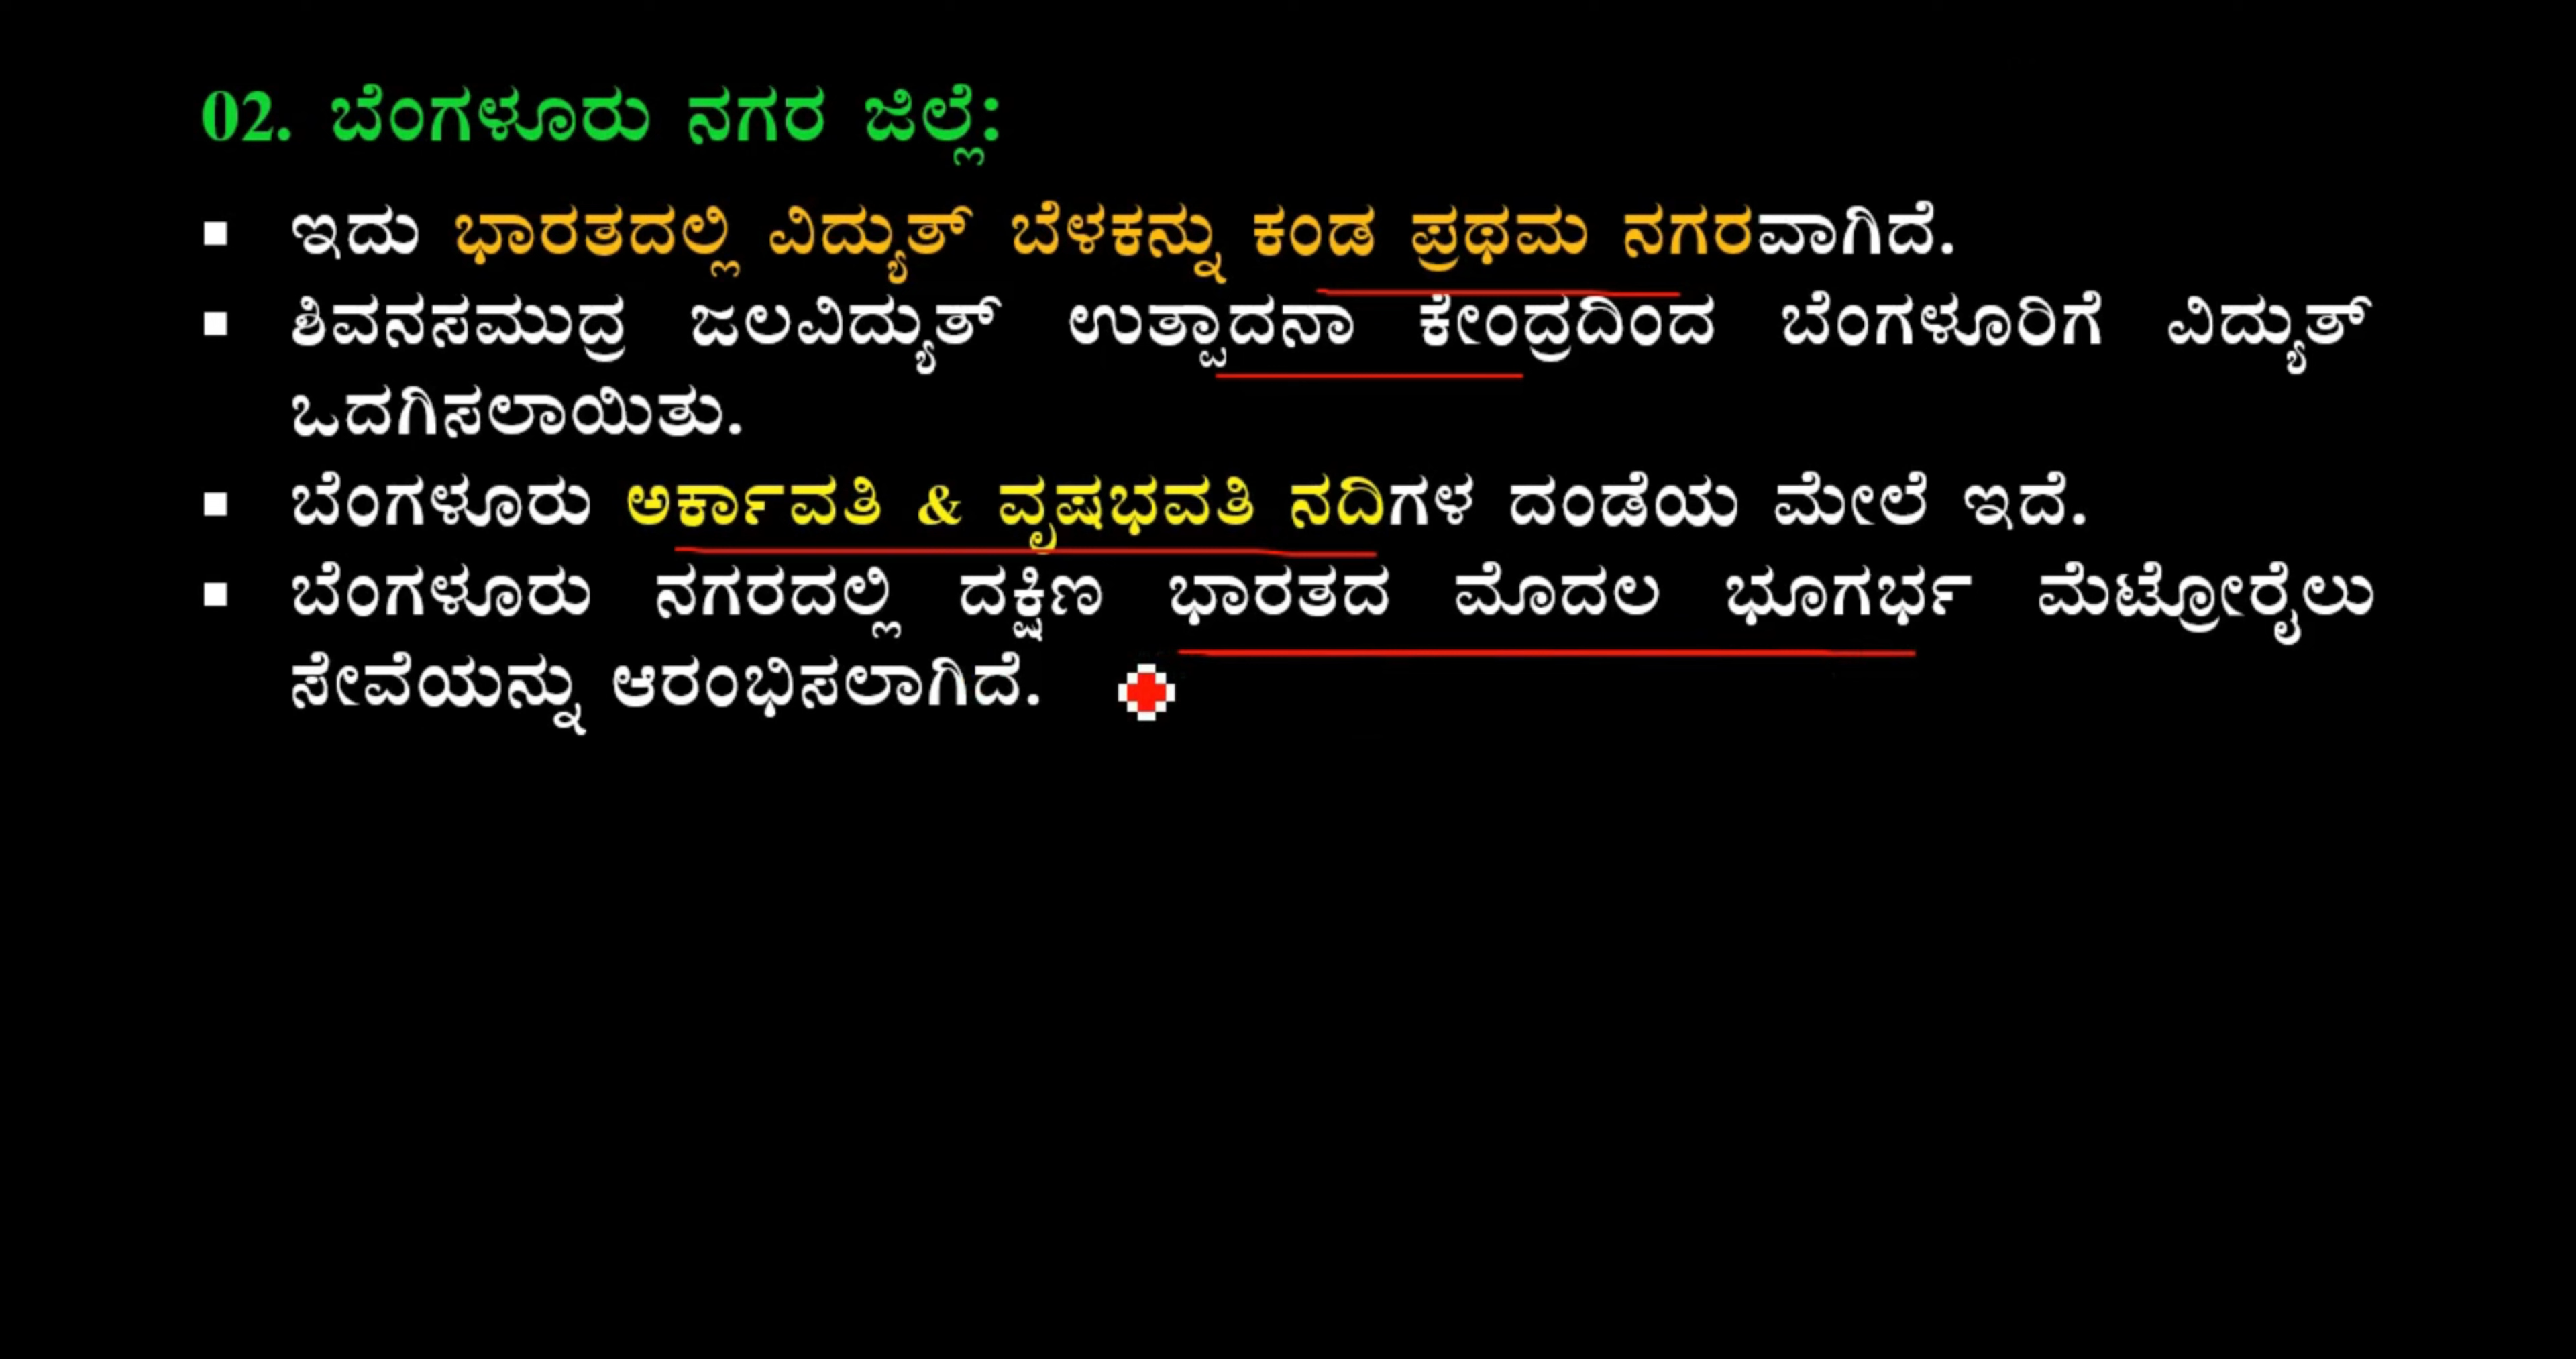 02. ಬೆಂಗಳೂರು ನಗರ ಜಿಲ್ಲೆ:
▪ ಇದು ಭಾರತದಲ್ಲಿ ವಿದ್ಯುತ್ ಬೆಳಕನ್ನು ಕಂಡ ಪ್ರಥಮ ನಗರವಾಗಿದೆ.
▪ ಶಿವನಸಮುದ್ರ ಜಲವಿದ್ಯುತ್ ಉತ್ಪಾದನಾ ಕೇಂದ್ರದಿಂದ ಬೆಂಗಳೂರಿಗೆ ವಿದ್ಯುತ್
ಒದಗಿಸಲಾಯಿತು.
▪ ಬೆಂಗಳೂರು ಅರ್ಕಾವತಿ & ವೃಷಭವತಿ ನದಿಗಳ ದಂಡೆಯ ಮೇಲೆ ಇದೆ.
▪ ಬೆಂಗಳೂರು ನಗರದಲ್ಲಿ ದಕ್ಷಿಣ ಭಾರತದ ಮೊದಲ ಭೂಗರ್ಭ ಮೆಟ್ರೋರೈಲು
ಸೇವೆಯನ್ನು ಆರಂಭಿಸಲಾಗಿದೆ.